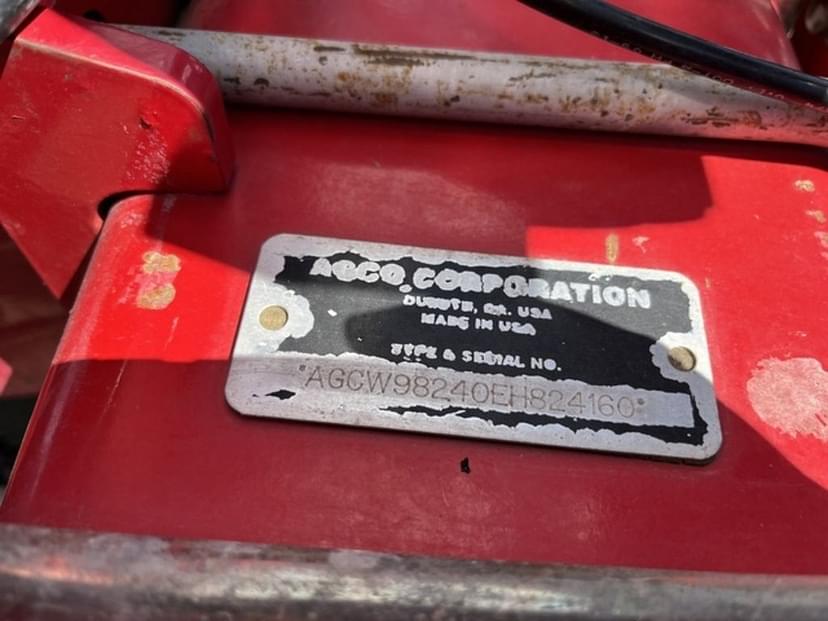 AGCO CORPORATION
DULUTH, GA. USA
MADE IN USA
TYPE & SERIAL NO.
*AGCW98240EH824160*